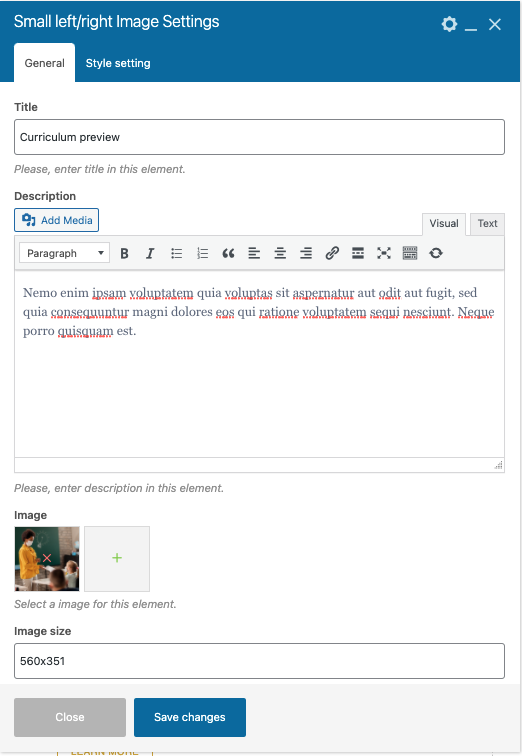 Small left/right Image Settings
General
Style setting
Title
Curriculum preview
Please, enter title in this element.
Description
Add Media
Visual
Text
Paragraph
Nemo enim ipsam voluptatem quia voluptas sit aspernatur aut odit aut fugit, sed
quia consequuntur magni dolores eos qui ratione voluptatem sequi nesciunt. Neque
porro quisquam est.
Please, enter description in this element.
Image
Select a image for this element.
Image size
560x351
Close
Save changes
LEARN MORE